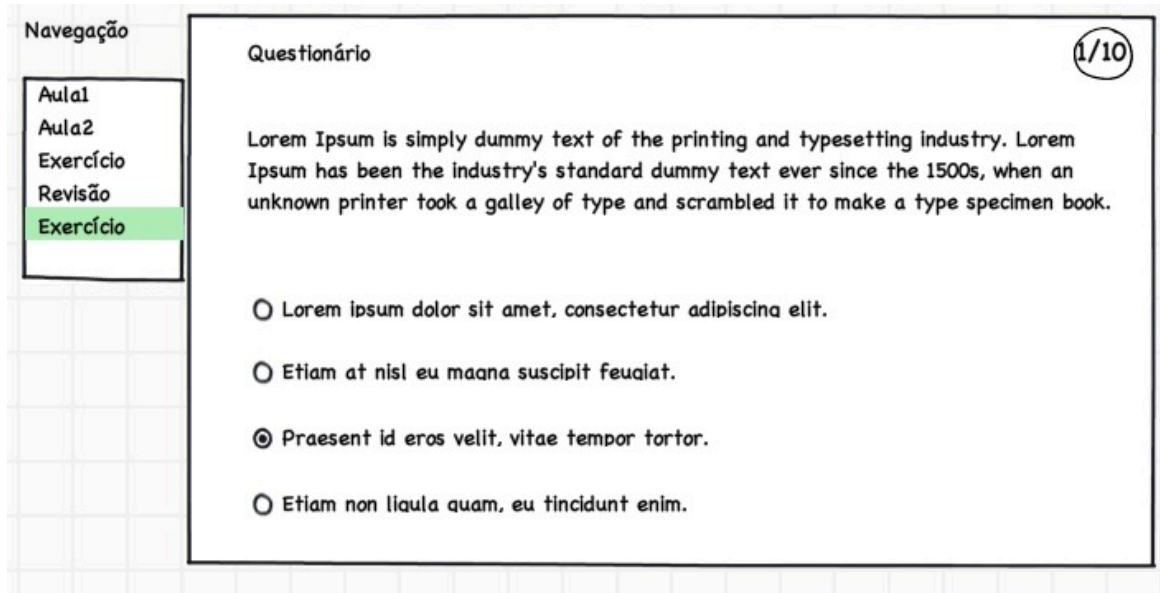 Navegação
Aula1
Aula2
Exercício
Revisão
Exercício
Questionário
1/10
Lorem Ipsum is simply dummy text of the printing and typesetting industry. Lorem
Ipsum has been the industry's standard dummy text ever since the 1500s, when an
unknown printer took a galley of type and scrambled it to make a type specimen book.
Lorem ipsum dolor sit amet, consectetur adipiscing elit.
Etiam at nisl eu magna suscipit feugiat.
Praesent id eros velit, vitae tempor tortor.
Etiam non ligula quam, eu tincidunt enim.